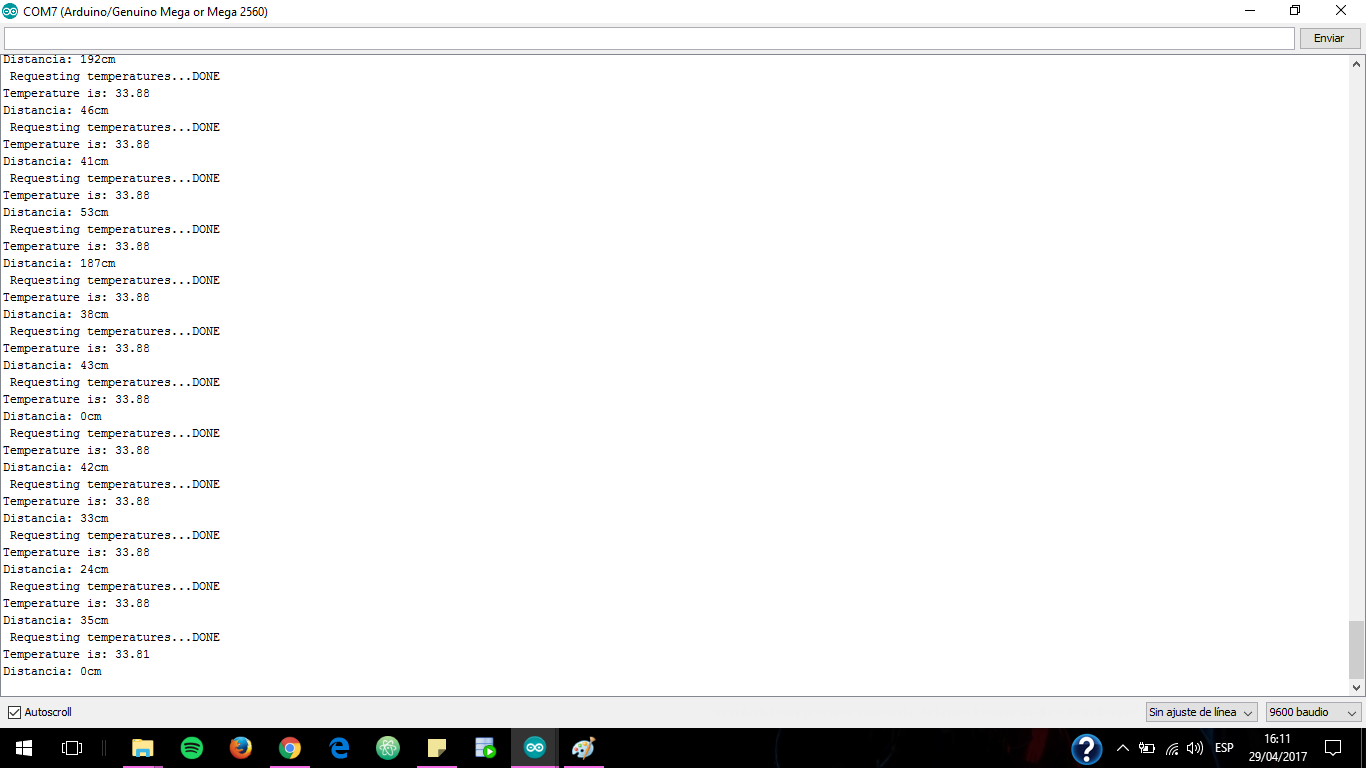 COM7 (Arduino/Genuino Mega or Mega 2560)
Enviar
Distancia: 192cm
Requesting temperatures...DONE
Temperature is: 33.88
Distancia: 46cm
Requesting temperatures...DONE
Temperature is: 33.88
Distancia: 41cm
Requesting temperatures...DONE
Temperature is: 33.88
Distancia: 53cm
Requesting temperatures...DONE
Temperature is: 33.88
Distancia: 187cm
Requesting temperatures...DONE
Temperature is: 33.88
Distancia: 38cm
Requesting temperatures...DONE
Temperature is: 33.88
Distancia: 43cm
Requesting temperatures...DONE
Temperature is: 33.88
Distancia: 0cm
Requesting temperatures...DONE
Temperature is: 33.88
Distancia: 42cm
Requesting temperatures...DONE
Temperature is: 33.88
Distancia: 33cm
Requesting temperatures...DONE
Temperature is: 33.88
Distancia: 24cm
Requesting temperatures...DONE
Temperature is: 33.88
Distancia: 35cm
Requesting temperatures...DONE
Temperature is: 33.81
Distancia: 0cm
Autoscroll
Sin ajuste de línea
9600 baudio
ESP
16:11
29/04/2017